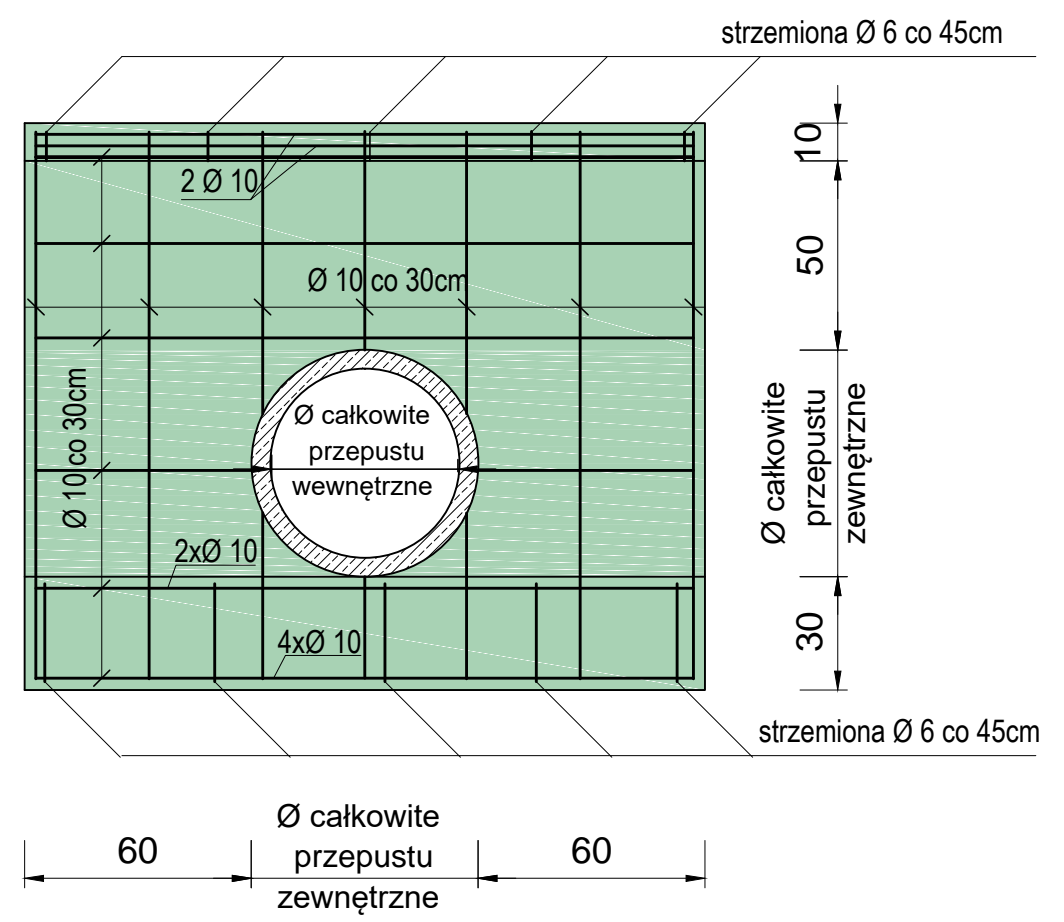 strzemiona Ø 6 co 45cm
10
2 Ø 10
50
Ø 10 co 30cm
Ø 10 co 30cm
Ø całkowite
przepustu
wewnętrzne
Ø całkowite
przepustu
zewnętrzne
2xØ 10
4xØ 10
30
strzemiona Ø 6 co 45cm
60
Ø całkowite
przepustu
zewnętrzne
60